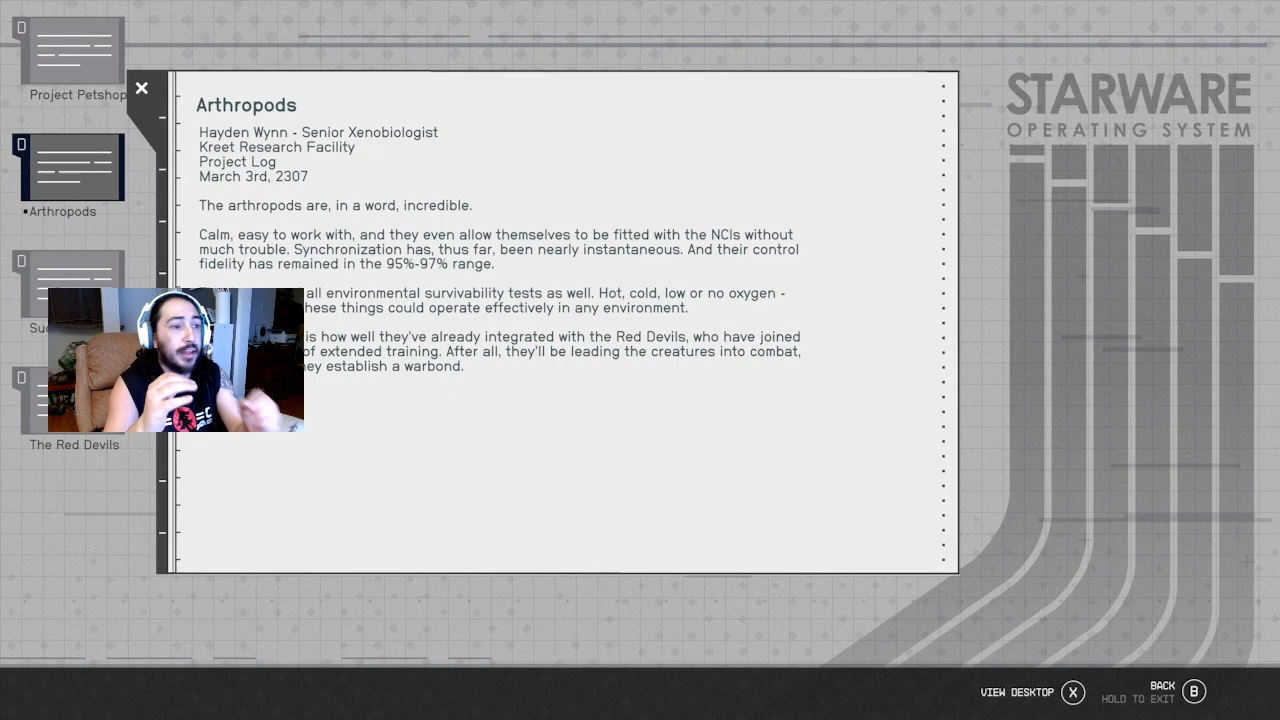 Project Petshop
Arthropods
Suc
The Red Devils
Arthropods
Hayden Wynn - Senior Xenobiologist
Kreet Research Facility
Project Log
March 3rd, 2307
The arthropods are, in a word, incredible.
Calm, easy to work with, and they even allow themselves to be fitted with the NCIs without
much trouble. Synchronization has, thus far, been nearly instantaneous. And their control
fidelity has remained in the 95%-97% range.
all environmental survivability tests as well. Hot, cold, low or no oxygen -
these things could operate effectively in any environment.
is how well they've already integrated with the Red Devils, who have joined
of extended training. After all, they'll be leading the creatures into combat,
they establish a warbond.
STARWARE
OPERATING SYSTEM
VIEW DESKTOP X
BACK B
HOLD TO EXIT